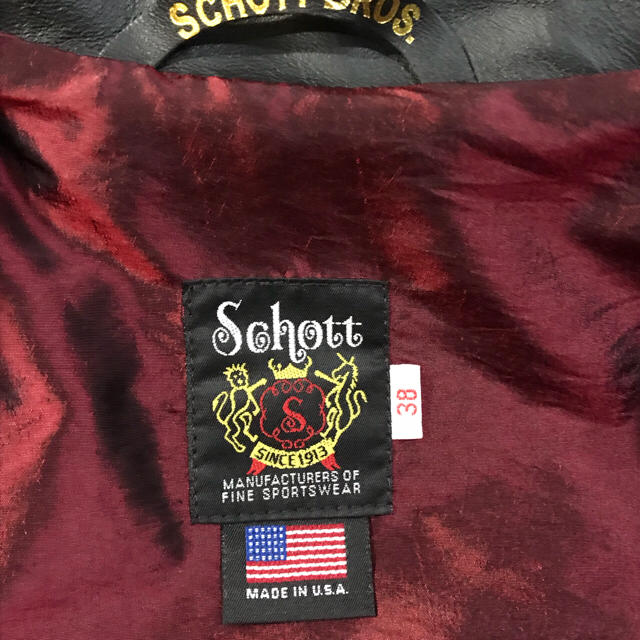 SCHOTT BROS.
Schott
S
SINCE 1913
MANUFACTURERS OF
FINE SPORTSWEAR
38
MADE IN U.S.A.